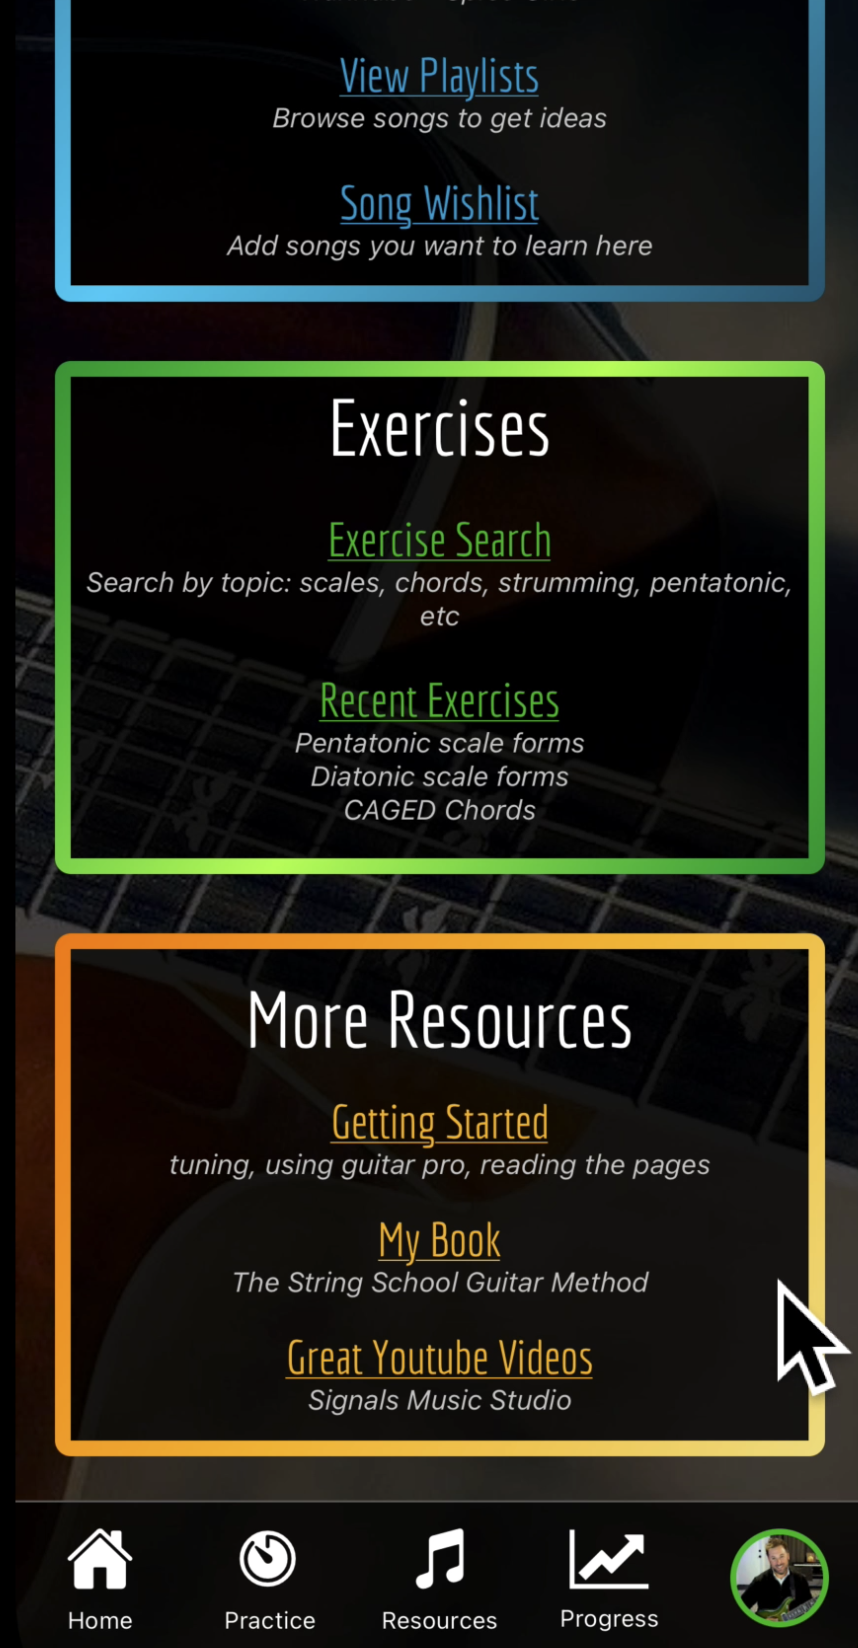 View Playlists
Browse songs to get ideas
Song Wishlist
Add songs you want to learn here
Exercises
Exercise Search
Search by topic: scales, chords, strumming, pentatonic,
etc
Recent Exercises
Pentatonic scale forms
Diatonic scale forms
CAGED Chords
More Resources
Getting Started
tuning, using guitar pro, reading the pages
My Book
The String School Guitar Method
Great Youtube Videos
Signals Music Studio
Home
Practice
Resources
Progress